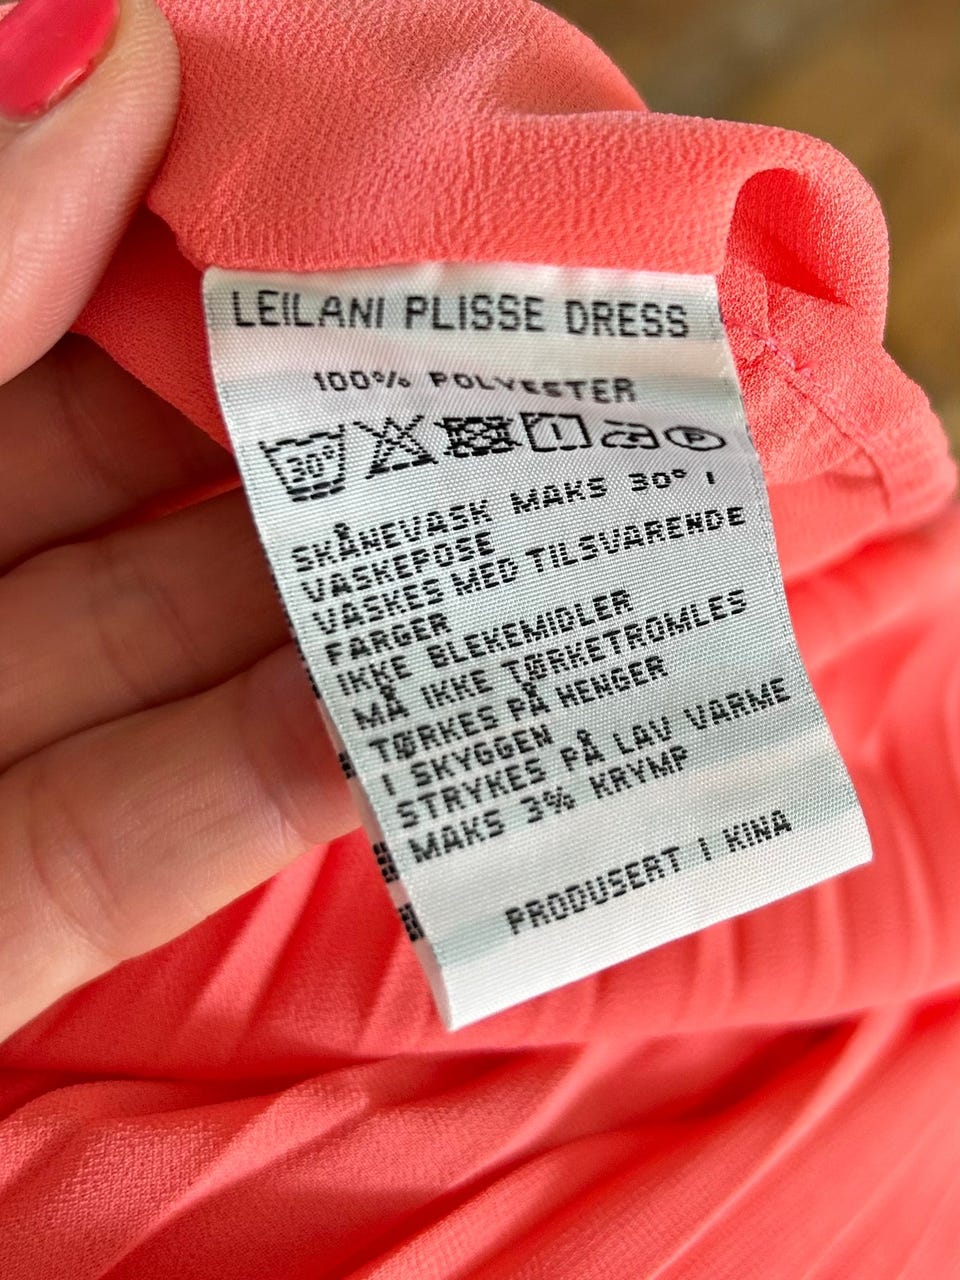 LEILANI PLISSE DRESS
100% POLYESTER
30° P
SKÅNEVASK MAKS 30° I
VASKEPOSE
VASKES MED TILSVARENDE
FARGER
IKKE BLEKEMIDLER
MÅ IKKE TØRKETROMLES
TØRKES PÅ HENGER
I SKYGGEN
STRYKES PÅ LAV VARME
MAKS 3% KRYMP
PRODUSERT I KINA